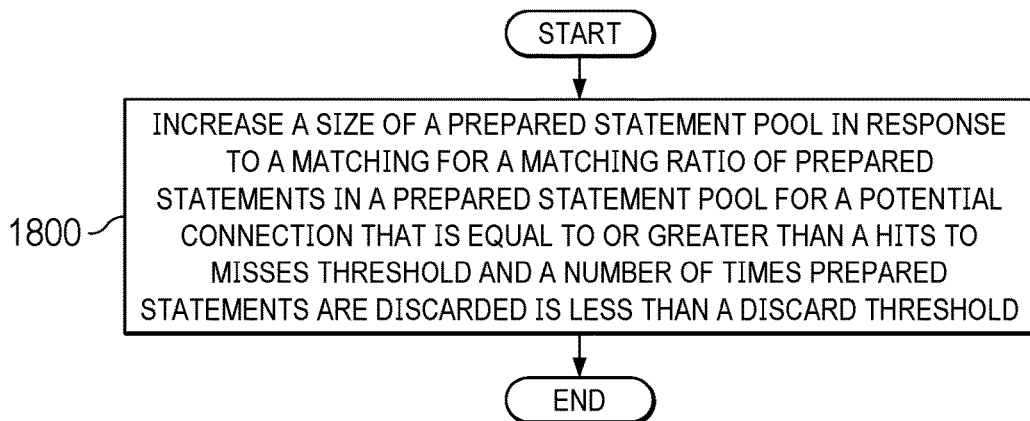 START
INCREASE A SIZE OF A PREPARED STATEMENT POOL IN RESPONSE
TO A MATCHING FOR A MATCHING RATIO OF PREPARED
STATEMENTS IN A PREPARED STATEMENT POOL FOR A POTENTIAL
CONNECTION THAT IS EQUAL TO OR GREATER THAN A HITS TO
MISSES THRESHOLD AND A NUMBER OF TIMES PREPARED
STATEMENTS ARE DISCARDED IS LESS THAN A DISCARD THRESHOLD
1800
END